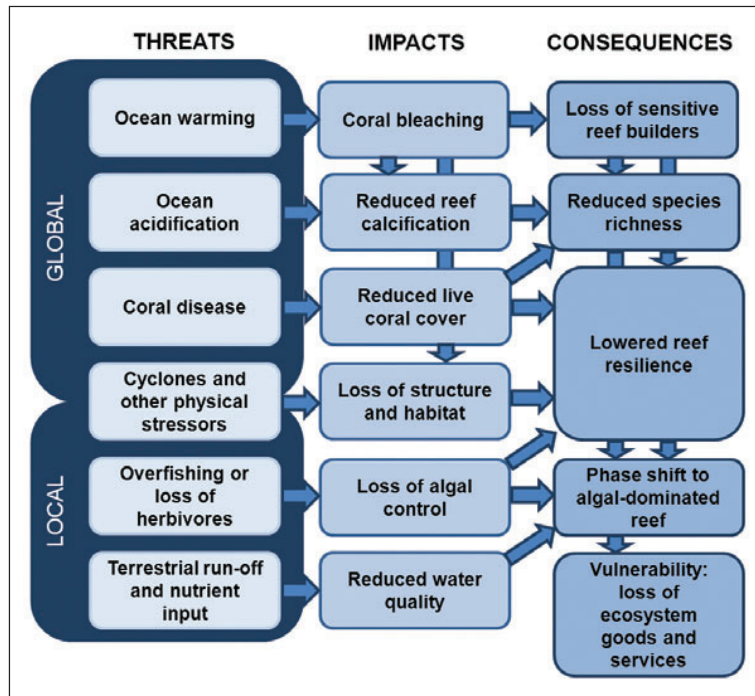 THREATS
IMPACTS
CONSEQUENCES
GLOBAL
Ocean warming
Coral bleaching
Loss of sensitive
reef builders
Ocean
acidification
Reduced reef
calcification
Reduced species
richness
Coral disease
Reduced live
coral cover
Lowered reef
resilience
Cyclones and
other physical
stressors
Loss of structure
and habitat
LOCAL
Overfishing or
loss of
herbivores
Loss of algal
control
Phase shift to
algal-dominated
reef
Terrestrial run-off
and nutrient
input
Reduced water
quality
Vulnerability:
loss of
ecosystem
goods and
services